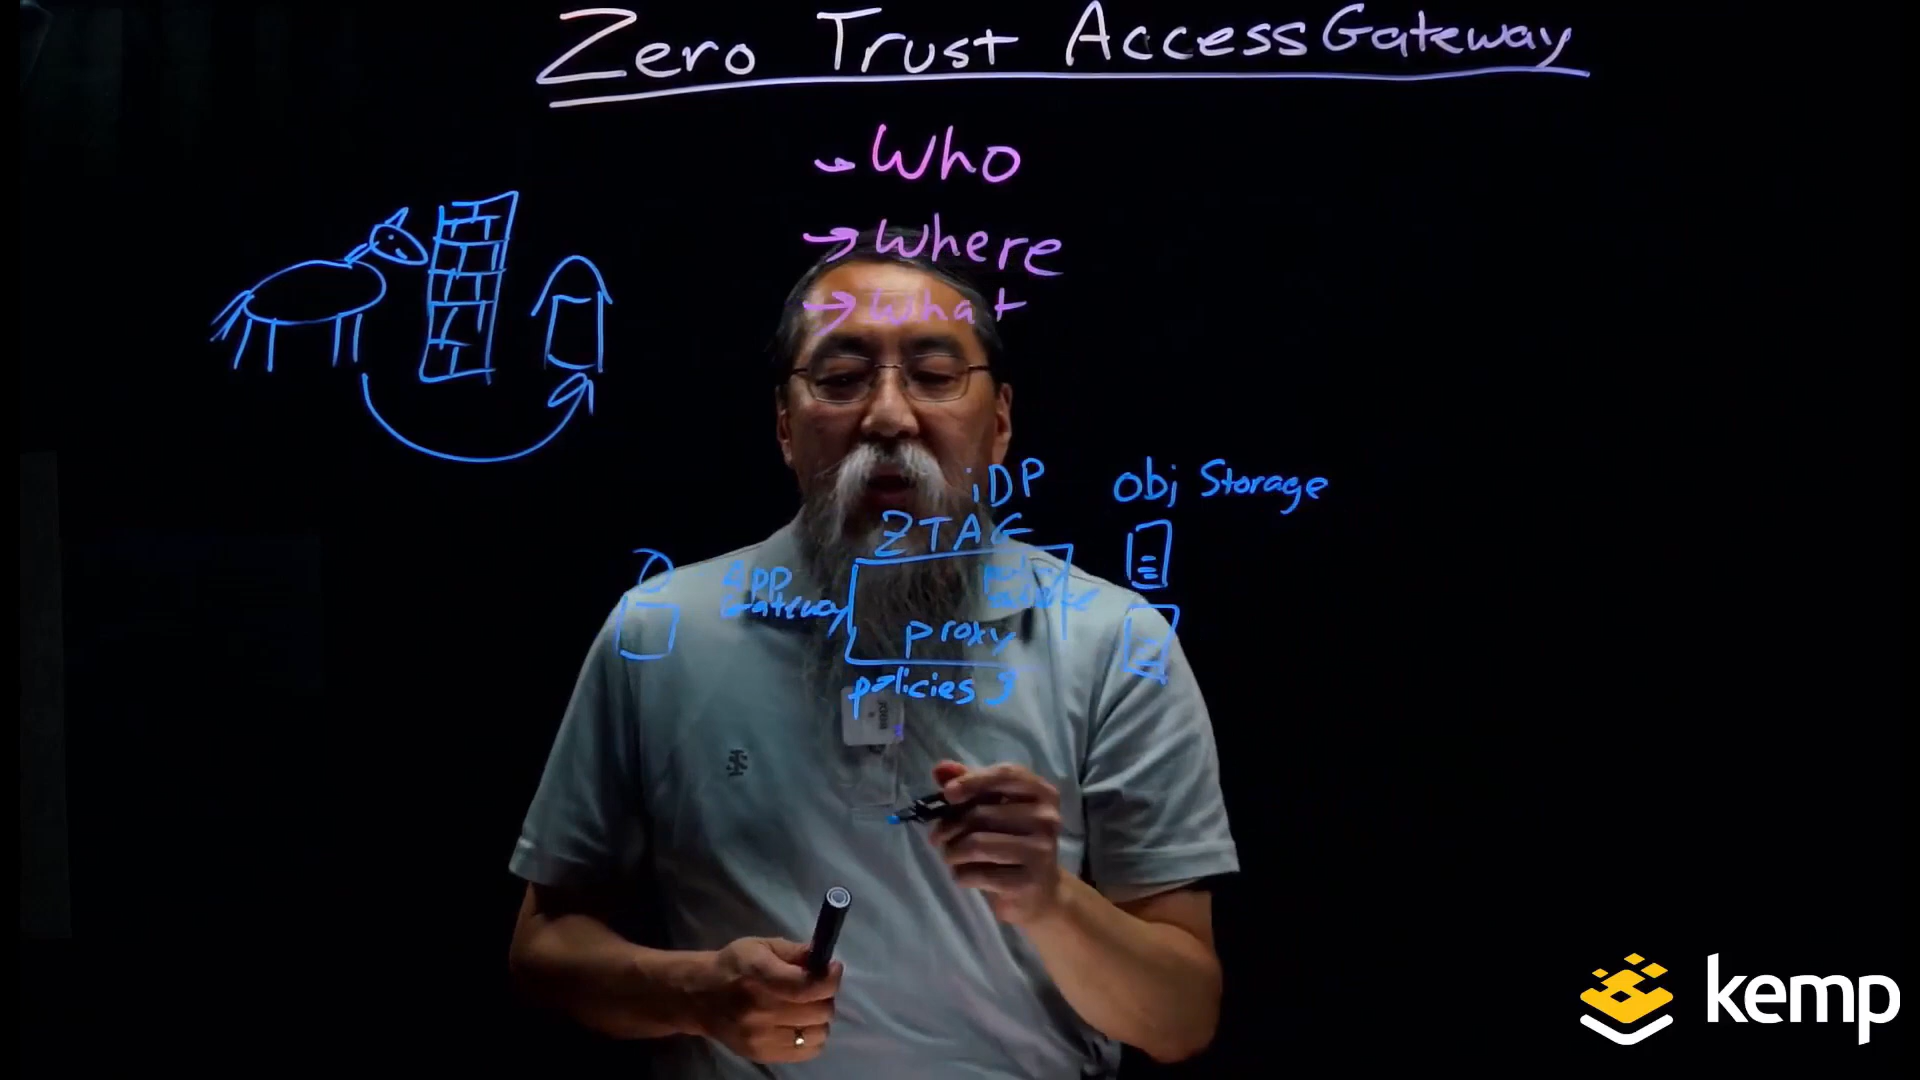 Zero Trust Access Gateway
Who
Where
What
iDP
obj Storage
ZTAG
App
Gateway
proxy
policies
kemp